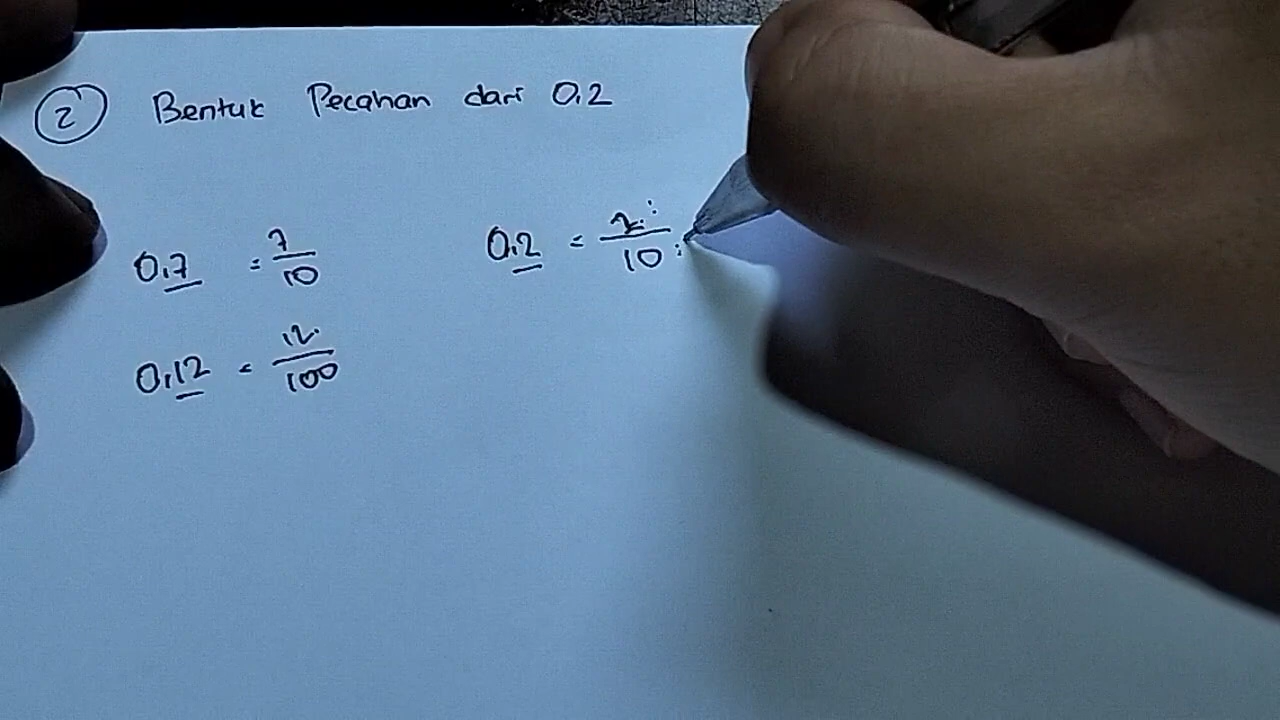 2 Bentuk Pecahan dari 0,2
0,7 = 7/10
0,12 = 12/100
0,2 = 2 : / 10 :